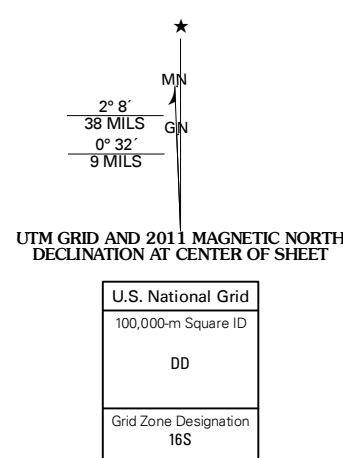 ★
MN
2° 8´
38 MILS
GN
0° 32´
9 MILS
UTM GRID AND 2011 MAGNETIC NORTH
DECLINATION AT CENTER OF SHEET
U.S. National Grid
100,000-m Square ID
DD
Grid Zone Designation
16S